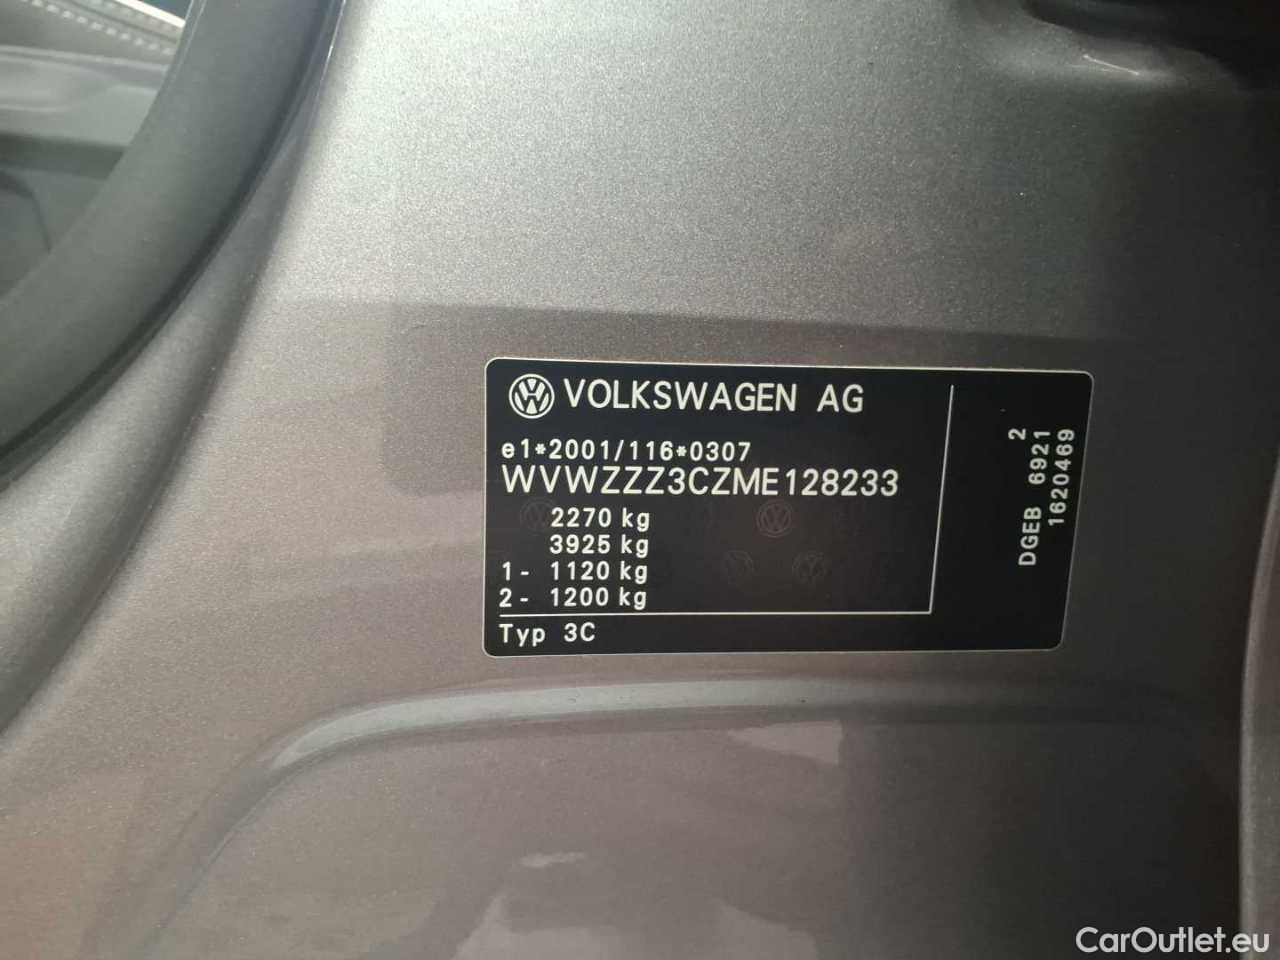 VOLKSWAGEN AG
e1*2001/116*0307
WVWZZZ3CZME128233
2270 kg
3925 kg
1 - 1120 kg
2 - 1200 kg
Typ 3C
2
DGEB 6921
1620469
CarOutlet.eu